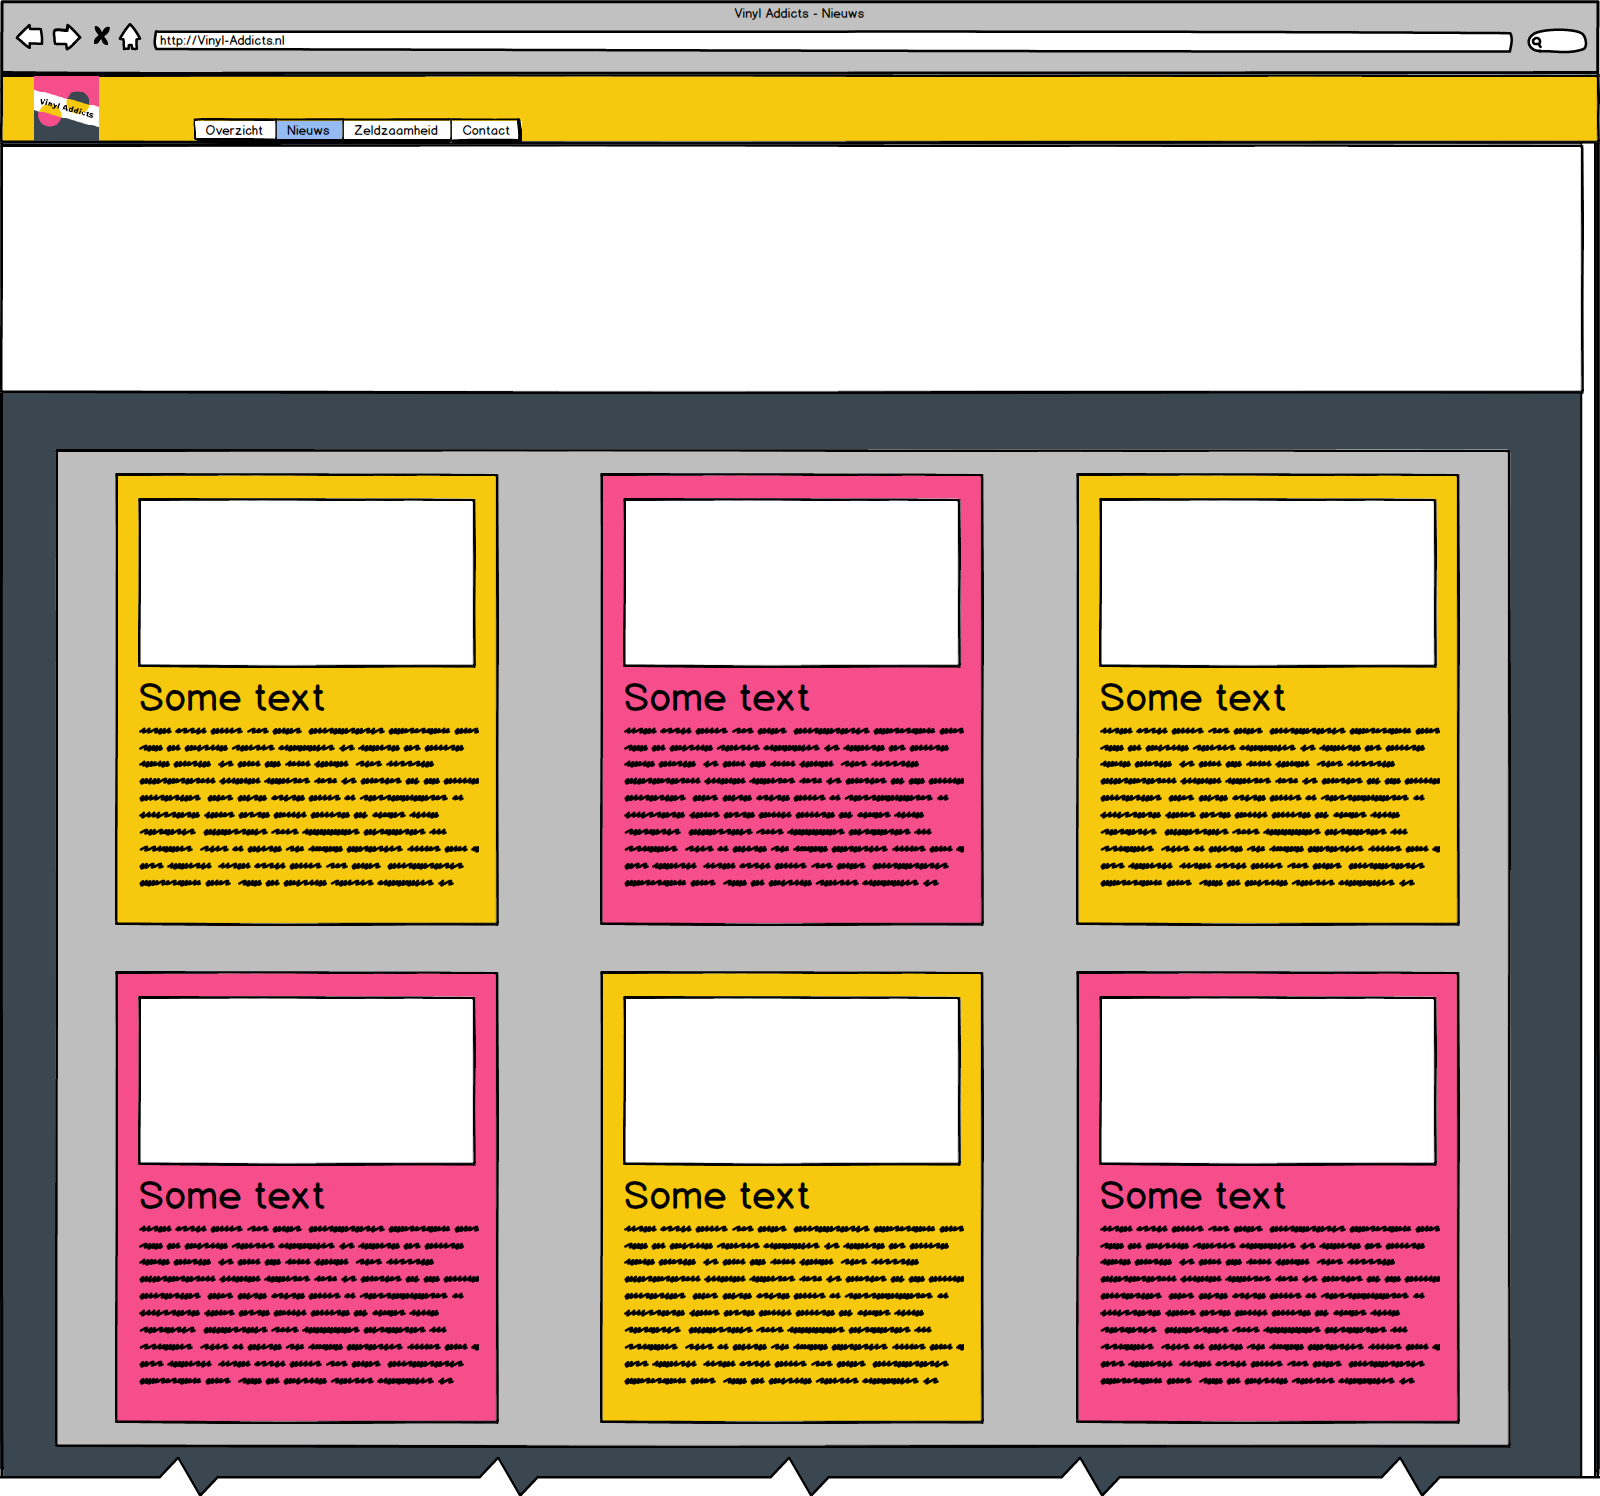 Vinyl Addicts - Nieuws
http://Vinyl-Addicts.nl
Vinyl Addicts
Overzicht Nieuws Zeldzaamheid Contact
Some text Some text Some text
Some text Some text Some text